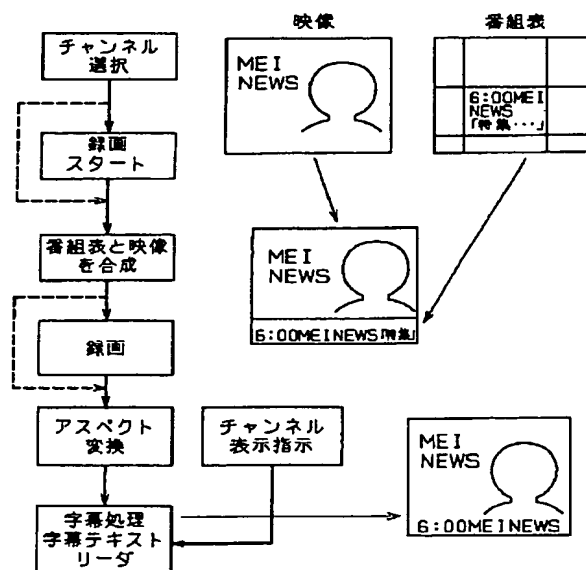 映像
番組表
チャンネル
選択
MEI
NEWS
6:00MEI
NEWS
「特集・・・」
録画
スタート
番組表と映像
を合成
MEI
NEWS
6:00MEINEWS「特集」
録画
アスペクト
変換
チャンネル
表示指示
MEI
NEWS
6:00MEINEWS
字幕処理
字幕テキスト
リーダ